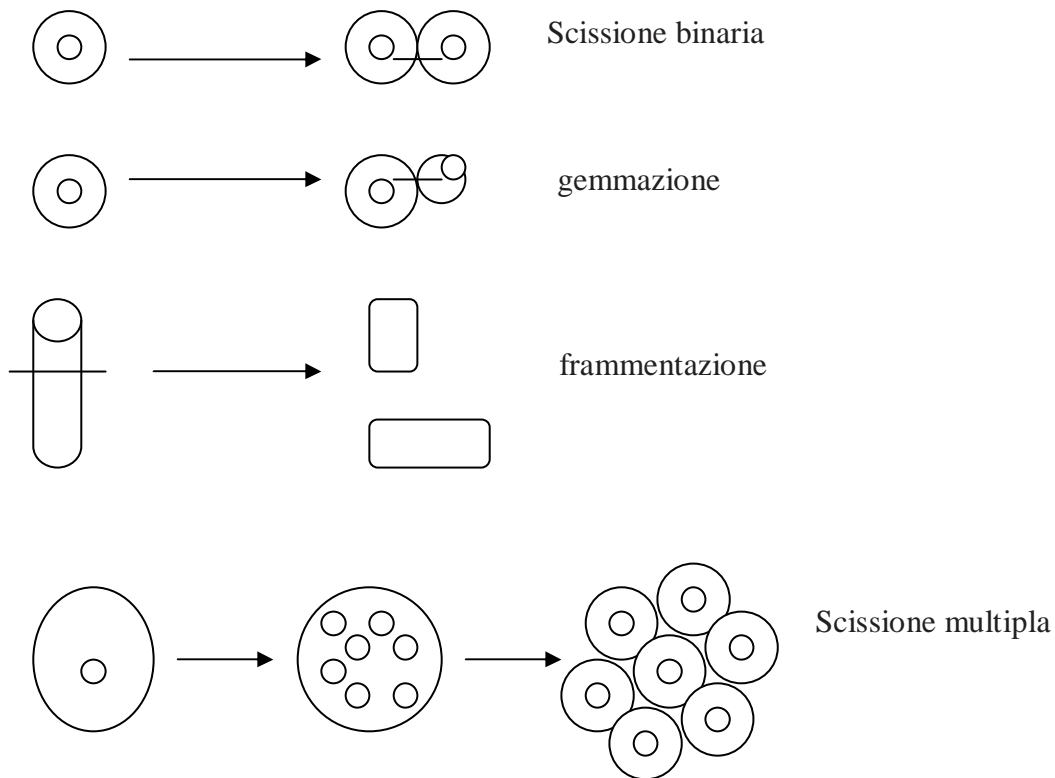 Scissione binaria
gemmazione
frammentazione
Scissione multipla